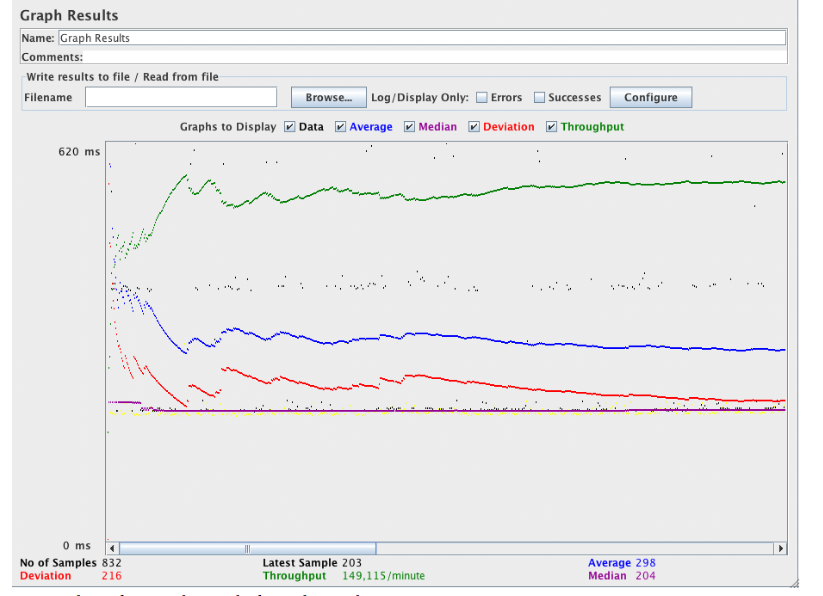 Graph Results
Name: Graph Results
Comments:
Write results to file / Read from file
Filename Browse... Log/Display Only: Errors Successes Configure
Graphs to Display Data Average Median Deviation Throughput
620 ms
0 ms
No of Samples 832 Latest Sample 203 Average 298
Deviation 216 Throughput 149,115/minute Median 204